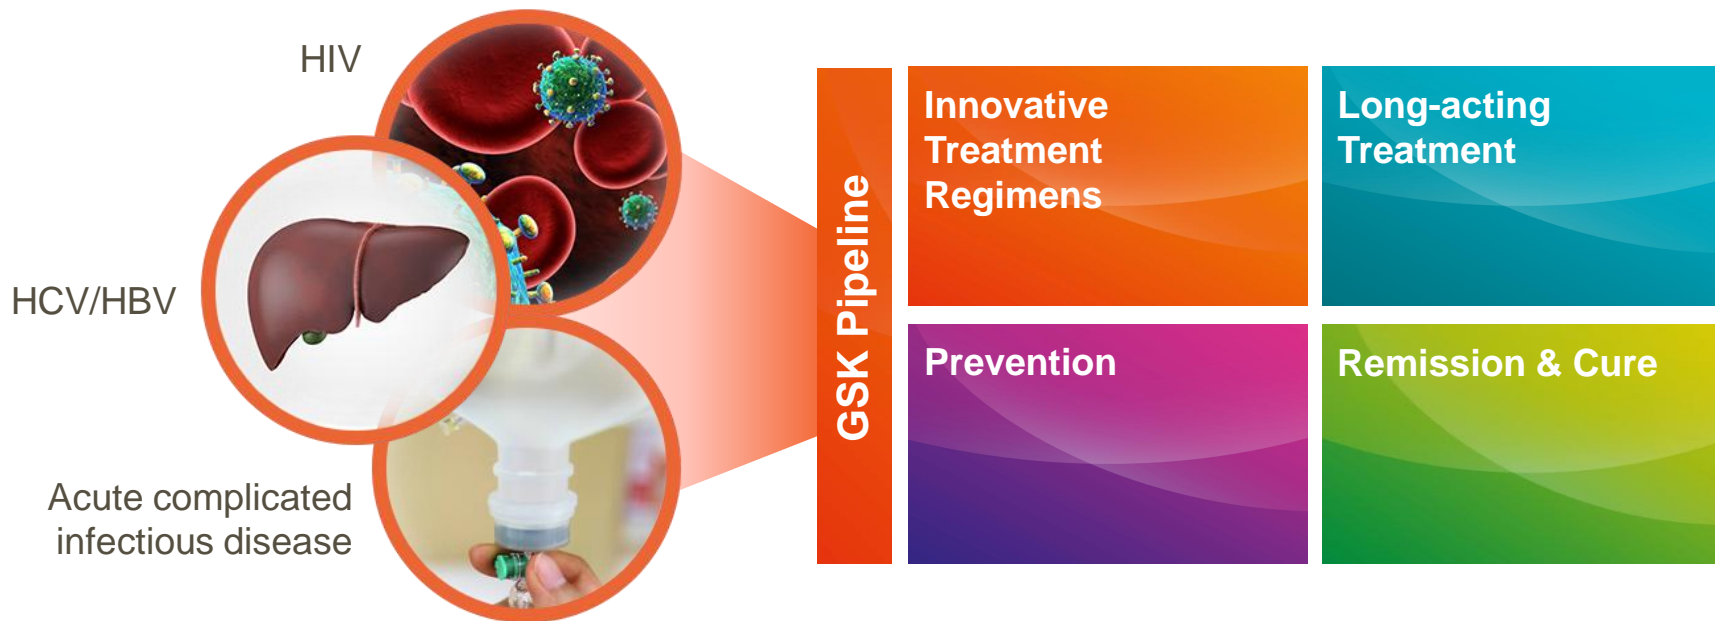 HIV
HCV/HBV
Acute complicated
infectious disease
GSK Pipeline
Innovative
Treatment
Regimens
Long-acting
Treatment
Prevention
Remission & Cure